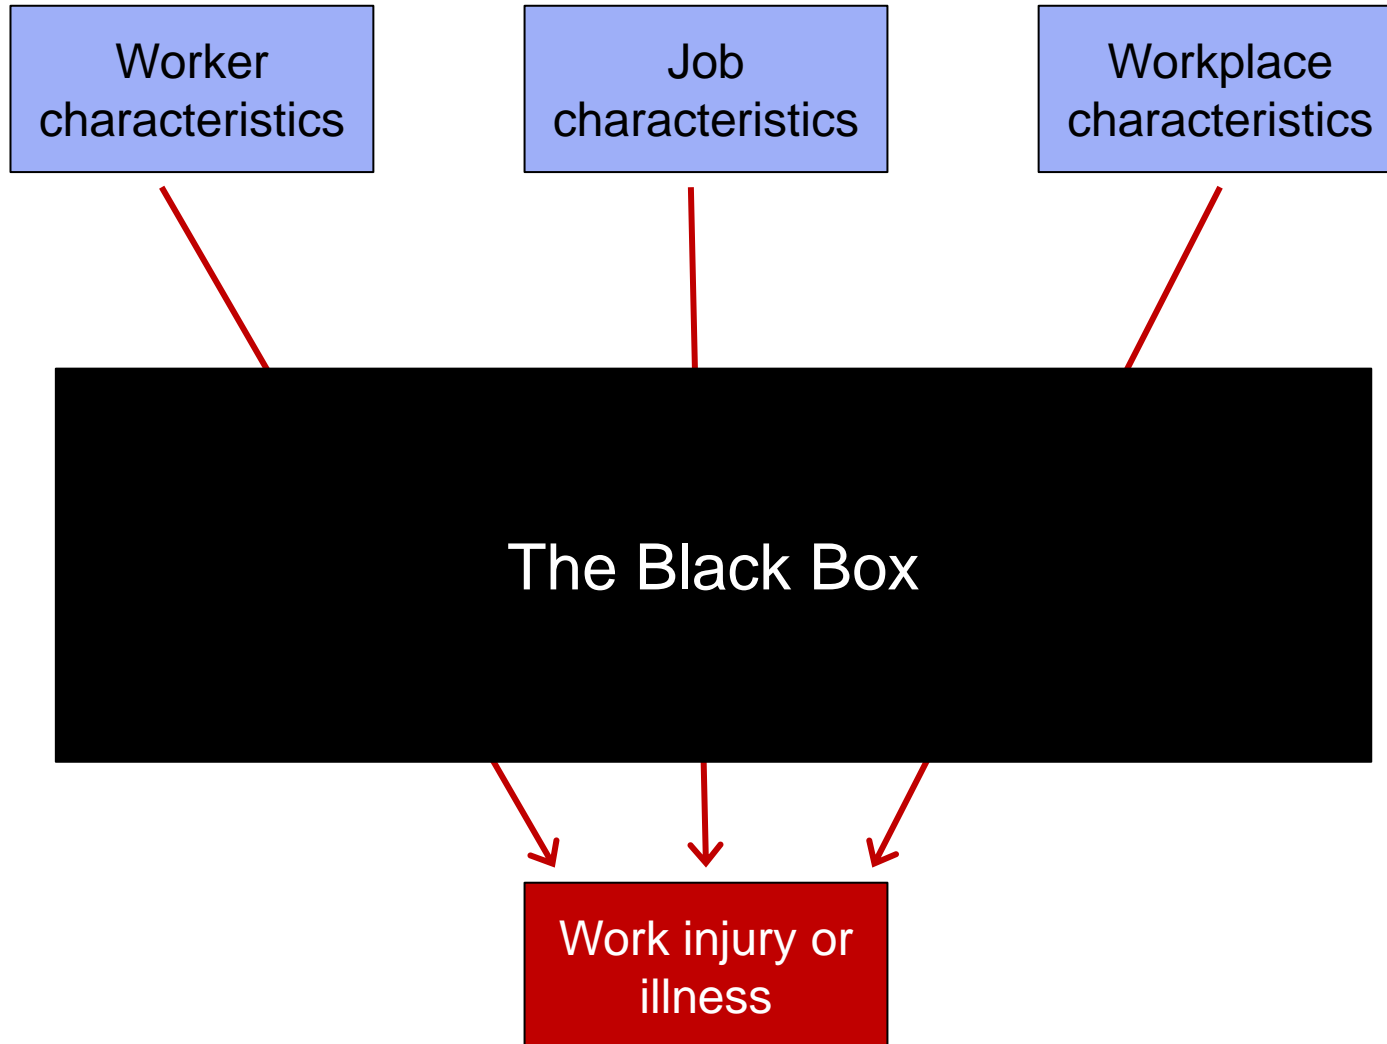 Worker
characteristics
Job
characteristics
Workplace
characteristics
The Black Box
Work injury or
illness